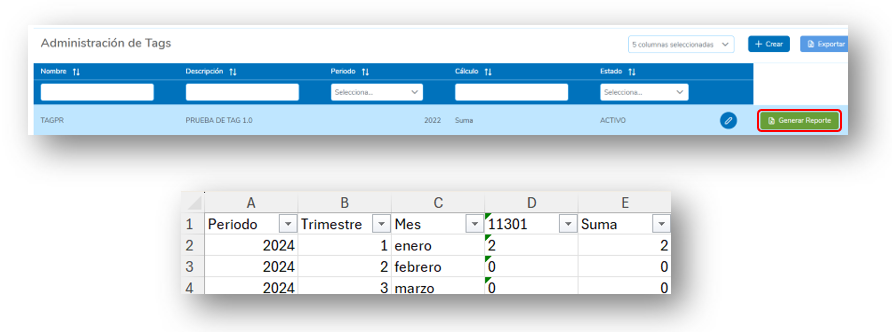 Administración de Tags
5 columnas seleccionadas
+ Crear
Exportar
Nombre Descripción Periodo Cálculo Estado
Selecciona... Selecciona...
TAGPR PRUEBA DE TAG 1.0 2022 Suma ACTIVO Generar Reporte
A B C D E
1 Periodo Trimestre Mes 11301 Suma
2 2024 1 enero 2 2
3 2024 2 febrero 0 0
4 2024 3 marzo 0 0